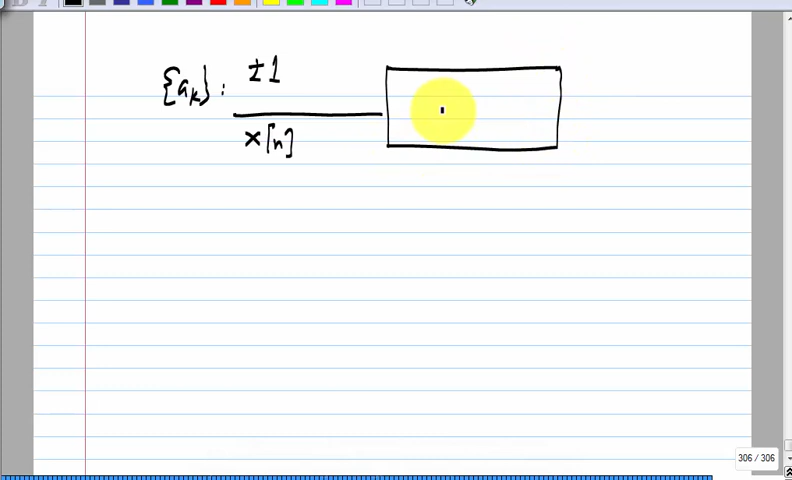 {a_k} : ±1
x[n]
306 / 306